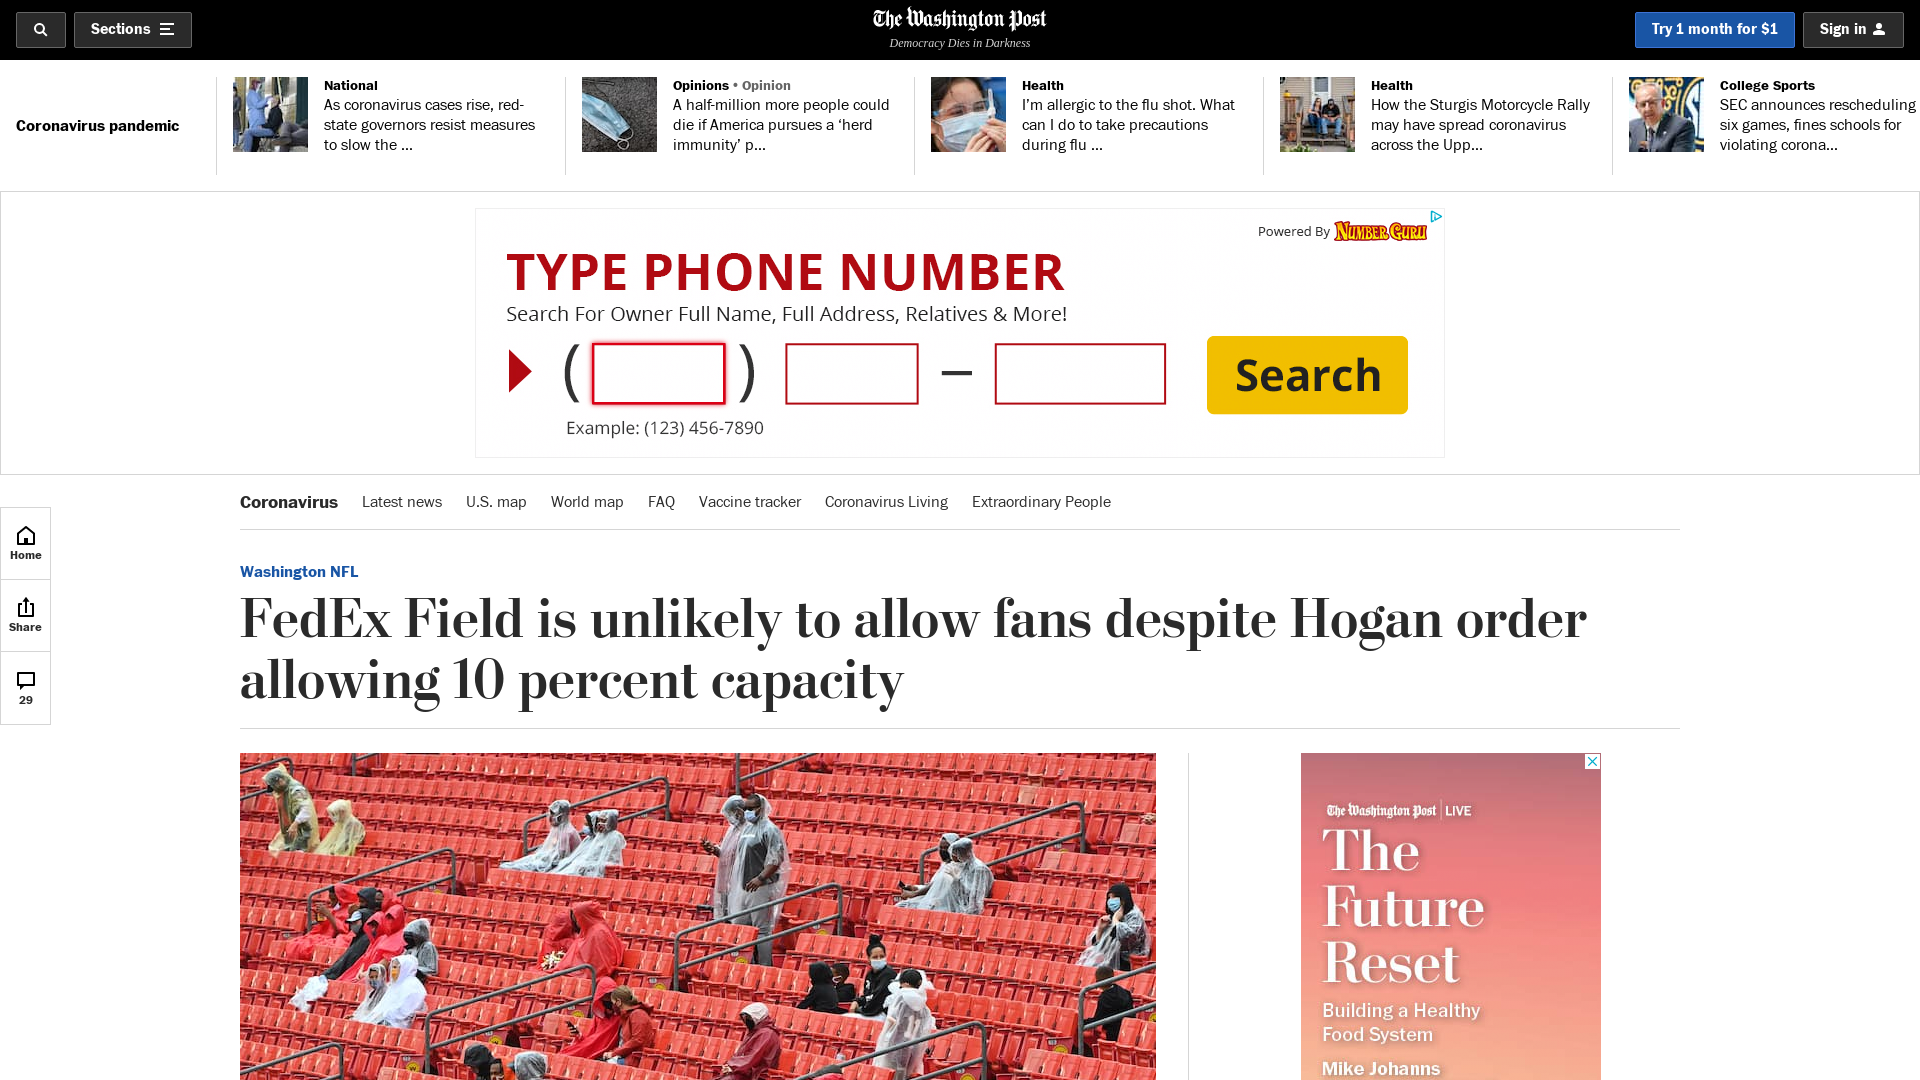 Sections
The Washington Post
Democracy Dies in Darkness
Try 1 month for $1
Sign in
Coronavirus pandemic
National
As coronavirus cases rise, red-
state governors resist measures
to slow the ...
Opinions • Opinion
A half-million more people could
die if America pursues a ‘herd
immunity’ p...
Health
I’m allergic to the flu shot. What
can I do to take precautions
during flu ...
Health
How the Sturgis Motorcycle Rally
may have spread coronavirus
across the Upp...
College Sports
SEC announces rescheduling
six games, fines schools for
violating corona...
Powered By NUMBER GURU
TYPE PHONE NUMBER
Search For Owner Full Name, Full Address, Relatives & More!
( ) –
Search
Example: (123) 456-7890
Coronavirus Latest news U.S. map World map FAQ Vaccine tracker Coronavirus Living Extraordinary People
Home
Share
29
Washington NFL
FedEx Field is unlikely to allow fans despite Hogan order
allowing 10 percent capacity
The Washington Post LIVE
The
Future
Reset
Building a Healthy
Food System
Mike Johanns